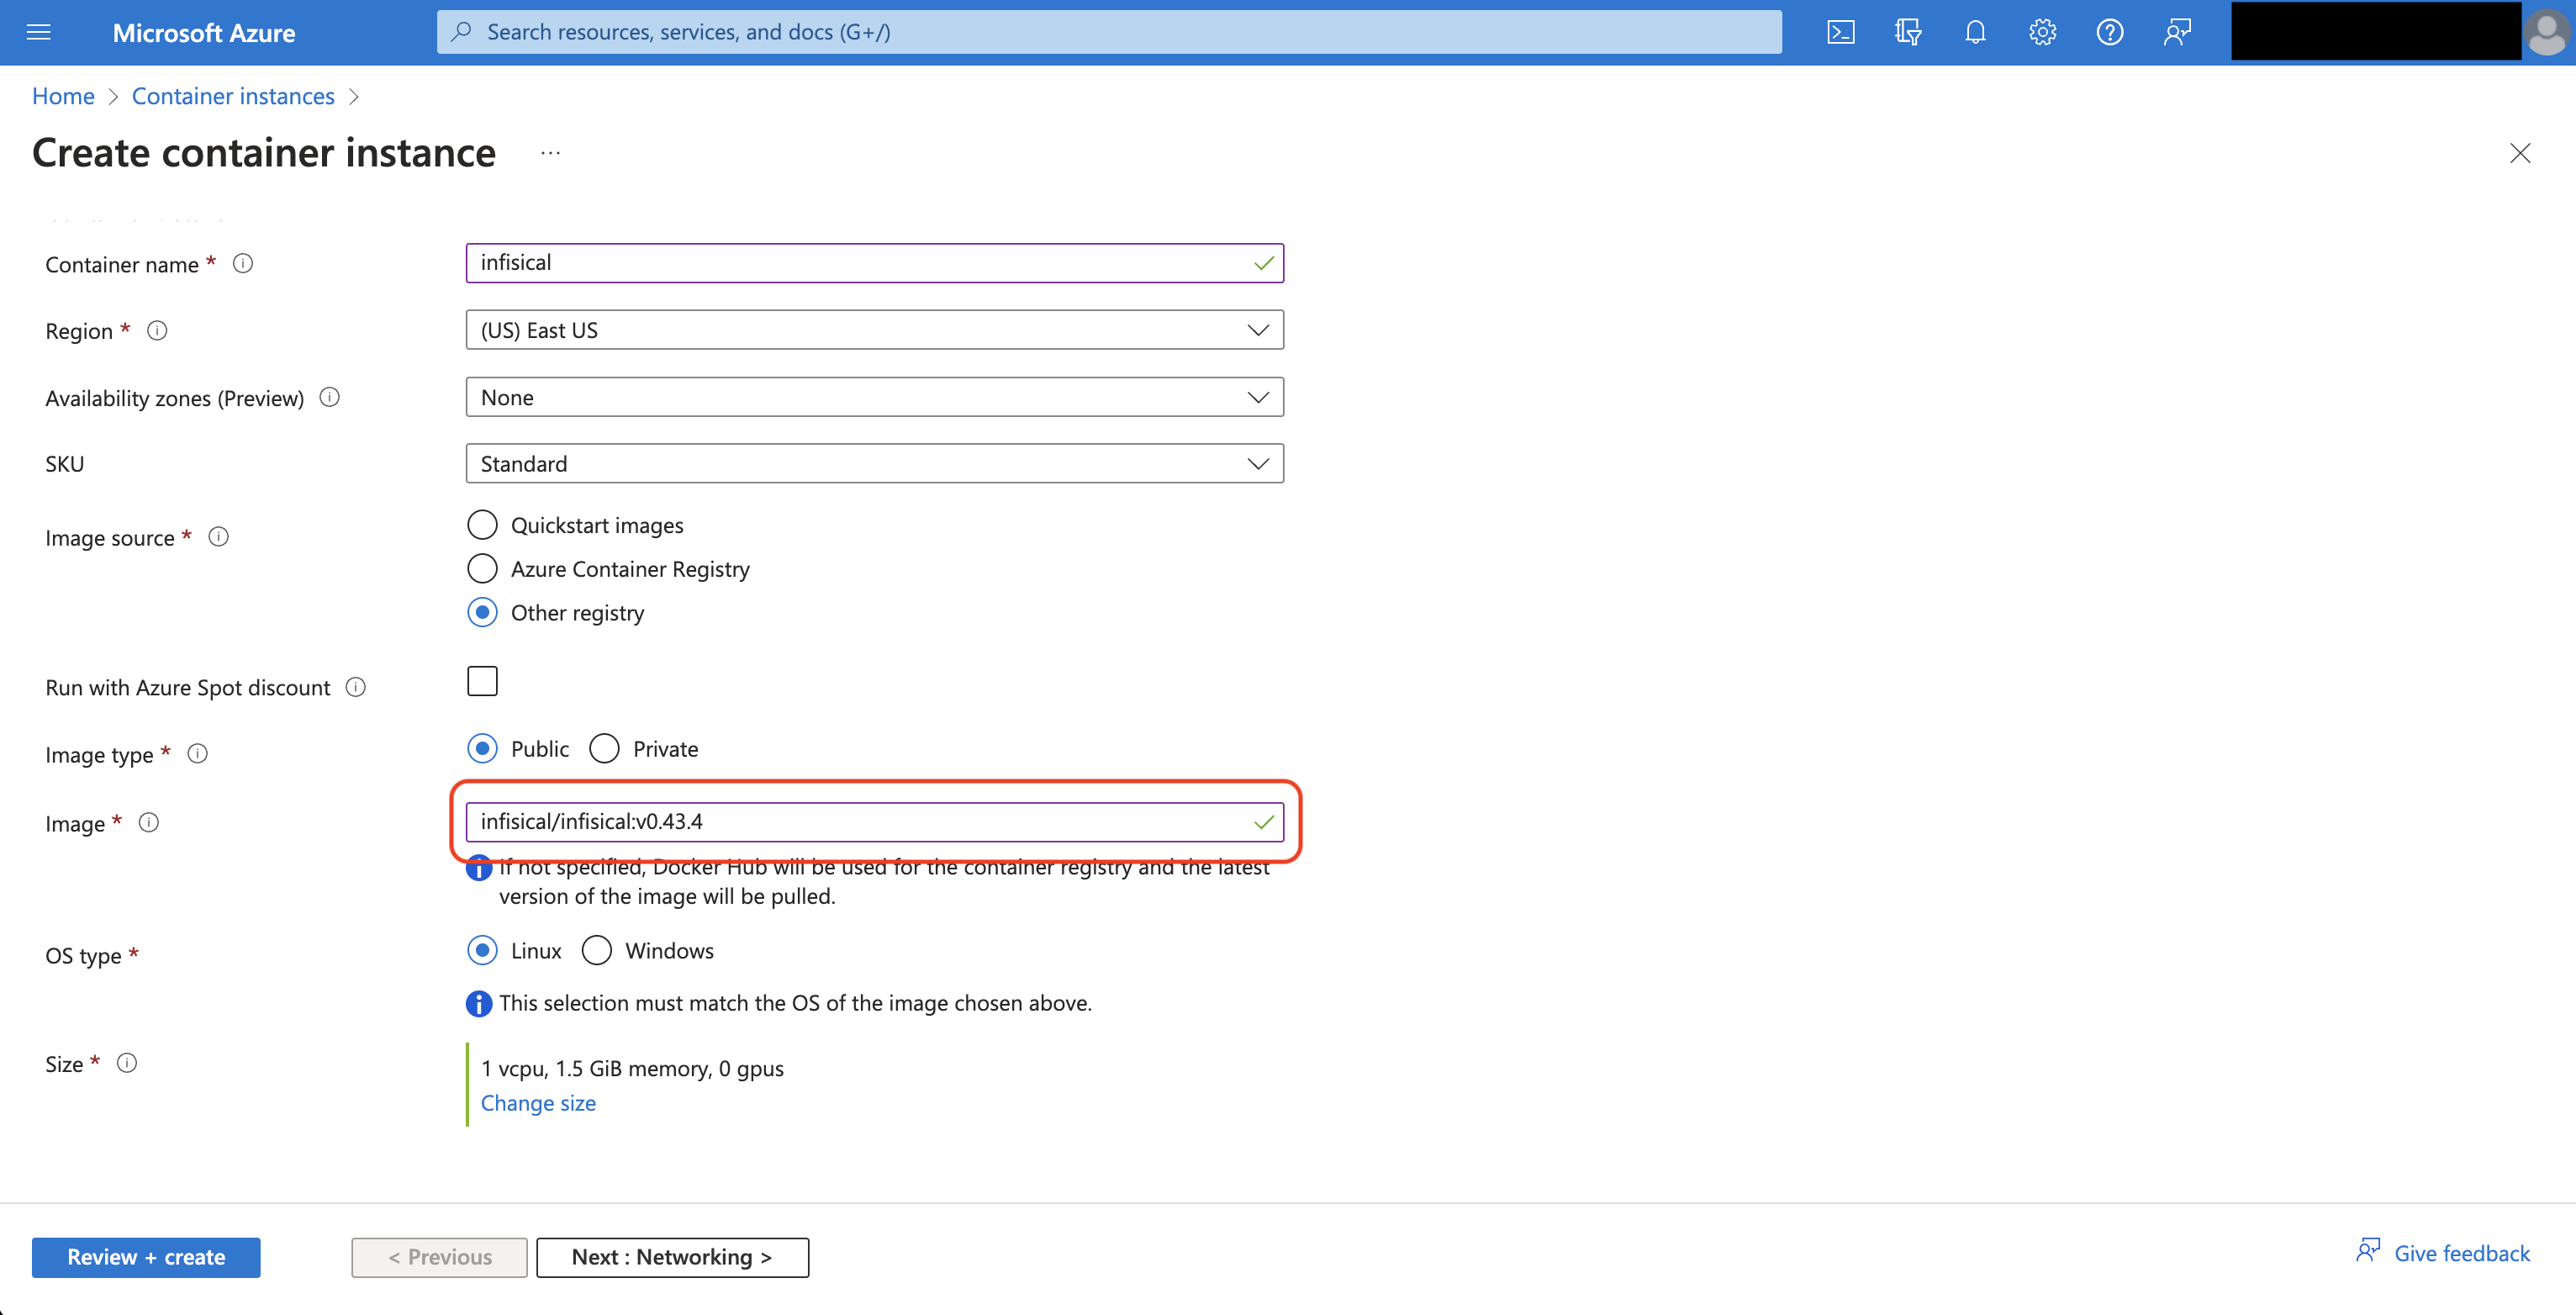 Microsoft Azure
Search resources, services, and docs (G+/)
Home > Container instances >
Create container instance ...
Container name *
infisical
Region *
(US) East US
Availability zones (Preview)
None
SKU
Standard
Image source *
Quickstart images
Azure Container Registry
Other registry
Run with Azure Spot discount
Image type *
Public Private
Image *
infisical/infisical:v0.43.4
If not specified, Docker Hub will be used for the container registry and the latest
version of the image will be pulled.
OS type *
Linux Windows
This selection must match the OS of the image chosen above.
Size *
1 vcpu, 1.5 GiB memory, 0 gpus
Change size
Review + create
< Previous
Next : Networking >
Give feedback